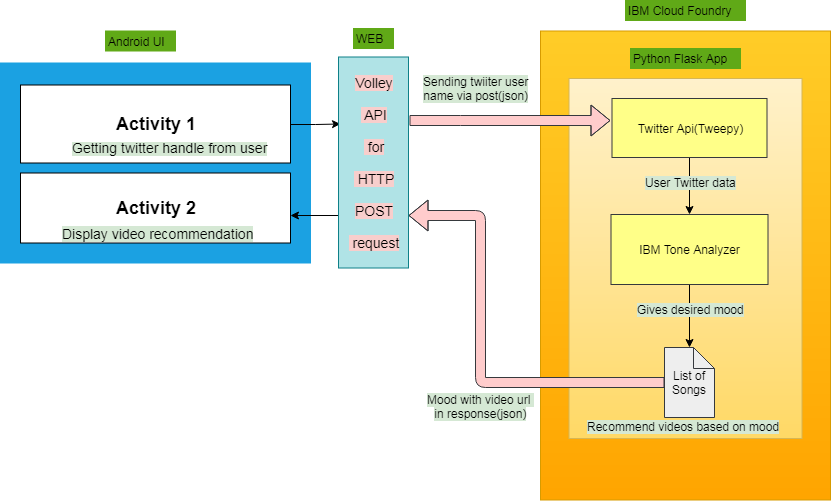 IBM Cloud Foundry
Android UI
WEB
Python Flask App
Volley
API
for
HTTP
POST
request
Sending twiiter user
name via post(json)
Activity 1
Getting twitter handle from user
Twitter Api(Tweepy)
User Twitter data
Activity 2
Display video recommendation
IBM Tone Analyzer
Gives desired mood
List of
Songs
Mood with video url
in response(json)
Recommend videos based on mood